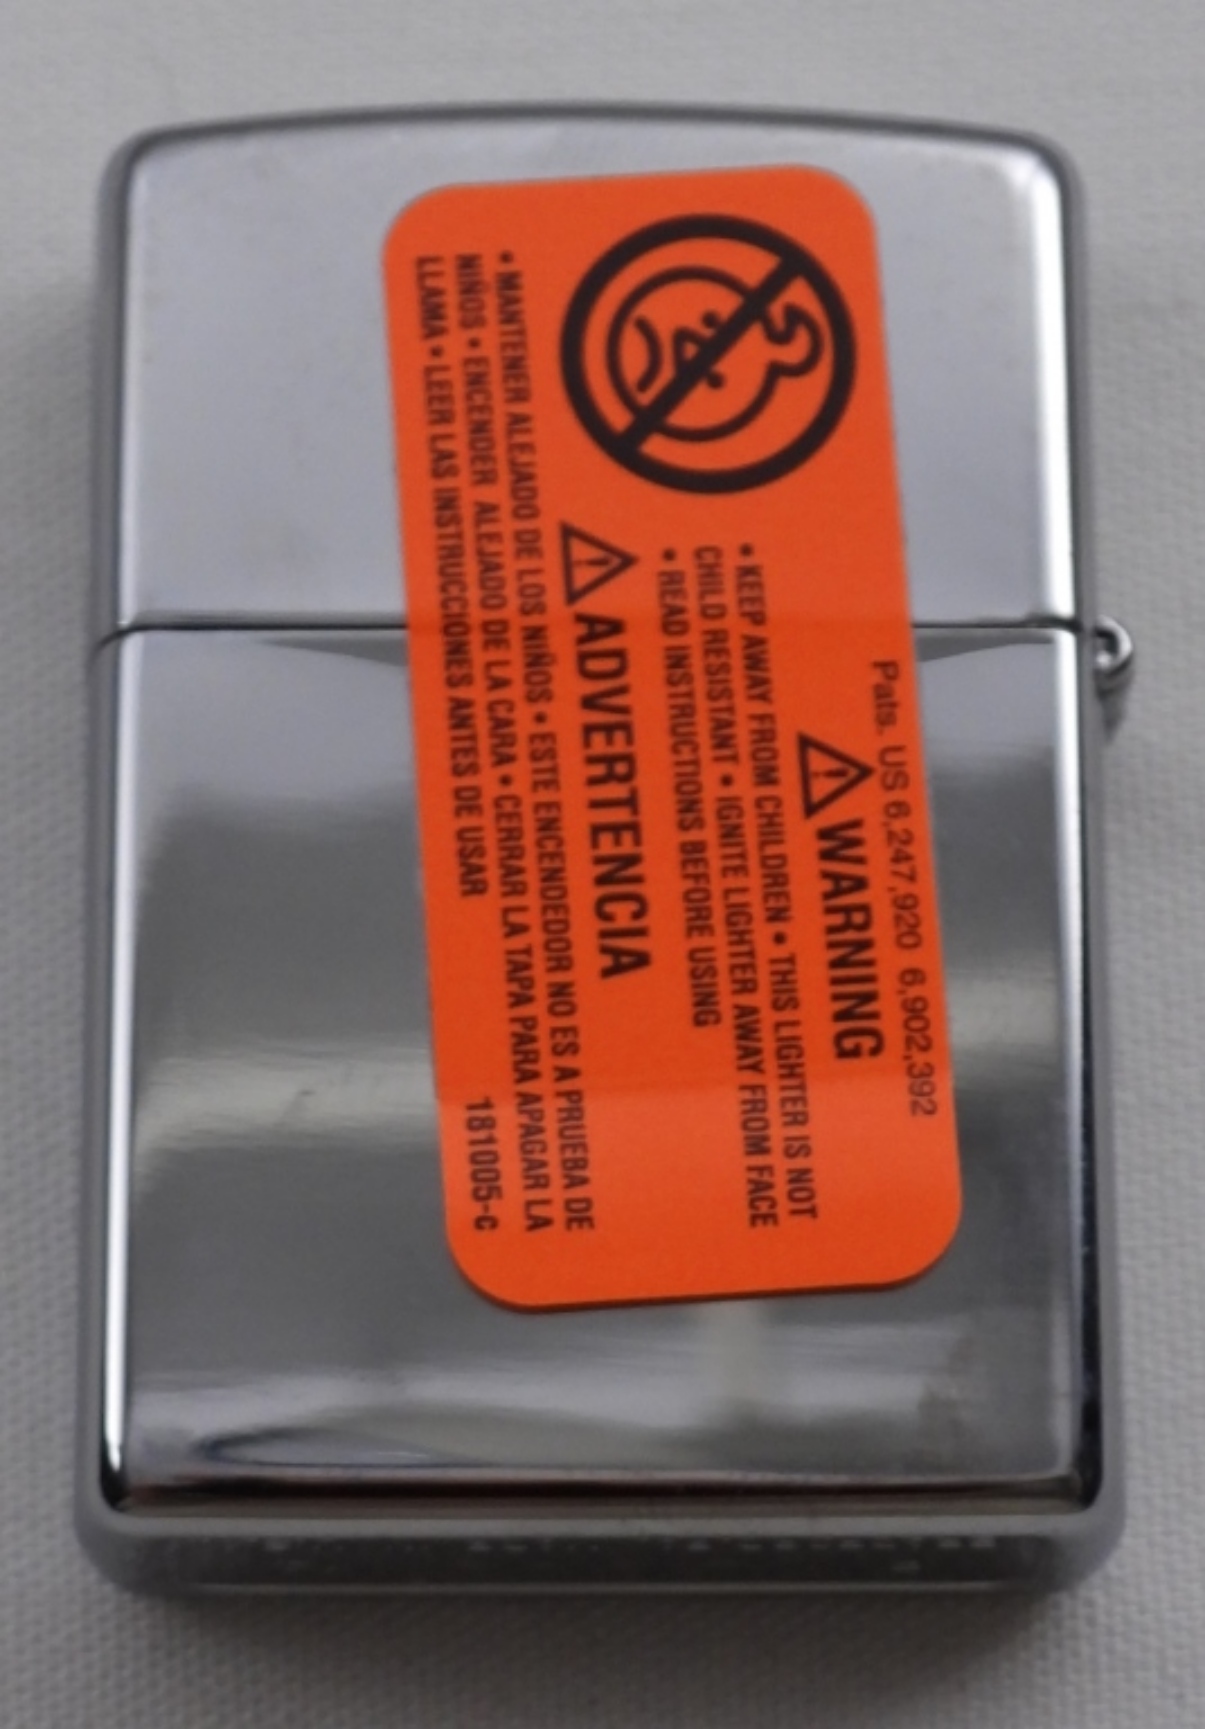 Pats. US 6,247,920 6,902,392
WARNING
• KEEP AWAY FROM CHILDREN • THIS LIGHTER IS NOT
CHILD RESISTANT • IGNITE LIGHTER AWAY FROM FACE
• READ INSTRUCTIONS BEFORE USING
ADVERTENCIA
• MANTENER ALEJADO DE LOS NIÑOS • ESTE ENCENDEDOR NO ES A PRUEBA DE
NIÑOS • ENCENDER ALEJADO DE LA CARA • CERRAR LA TAPA PARA APAGAR LA
LLAMA • LEER LAS INSTRUCCIONES ANTES DE USAR
181005-c